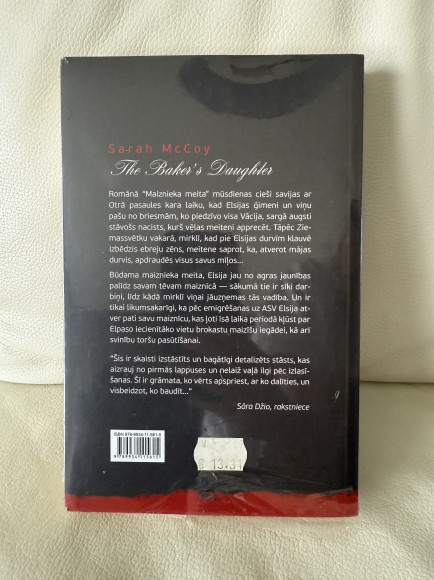 Sarah McCoy
The Baker's Daughter
Romānā “Maiznieka meita” mūsdienas cieši savijas ar
Otrā pasaules kara laiku, kad Elsijas ģimeni un viņu
pašu no briesmām, ko piedzīvo visa Vācija, sargā augsti
stāvošs nacists, kurš vēlas meiteni apprecēt. Tāpēc Zie-
massvētku vakarā, mirklī, kad pie Elsijas durvīm klauvē
izbēdzis ebreju zēns, meitene saprot, ka, atverot mājas
durvis, apdraudēs visus savus mīļos...
Būdama maiznieka meita, Elsija jau no agras jaunības
palīdz savam tēvam maiznīcā — sākumā tie ir sīki dar-
biņi, līdz kādā mirklī viņai jāuzņemas tās vadība. Un ir
tikai likumsakarīgi, ka pēc emigrēšanas uz ASV Elsija at-
ver pati savu maiznīcu, kas ļoti īsā laika periodā kļūst par
Elpaso iecienītāko vietu brokastu maizīšu iegādei, kā arī
svinību toršu pasūtīšanai.
“Šis ir skaisti izstāstīts un bagātīgi detalizēts stāsts, kas
aizrauj no pirmās lappuses un nelaiž vaļā ilgi pēc izlasī-
šanas. Šī ir grāmata, ko vērts apspriest, ar ko dalīties, un
visbeidzot, ko baudīt...”
Sāra Džio, rakstniece
€ 13.31